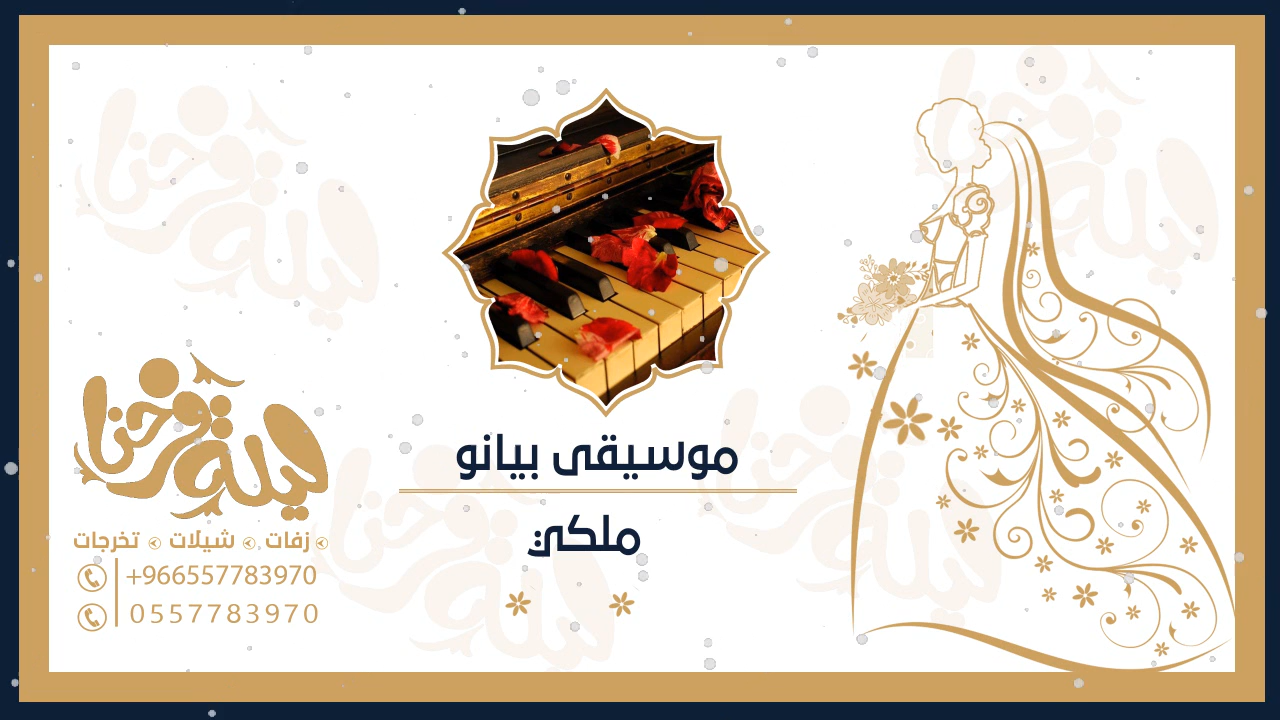 موسيقى بيانو
ملكي
ليلة فرحنا
زفات شيلات تخرجات
+966557783970
0557783970